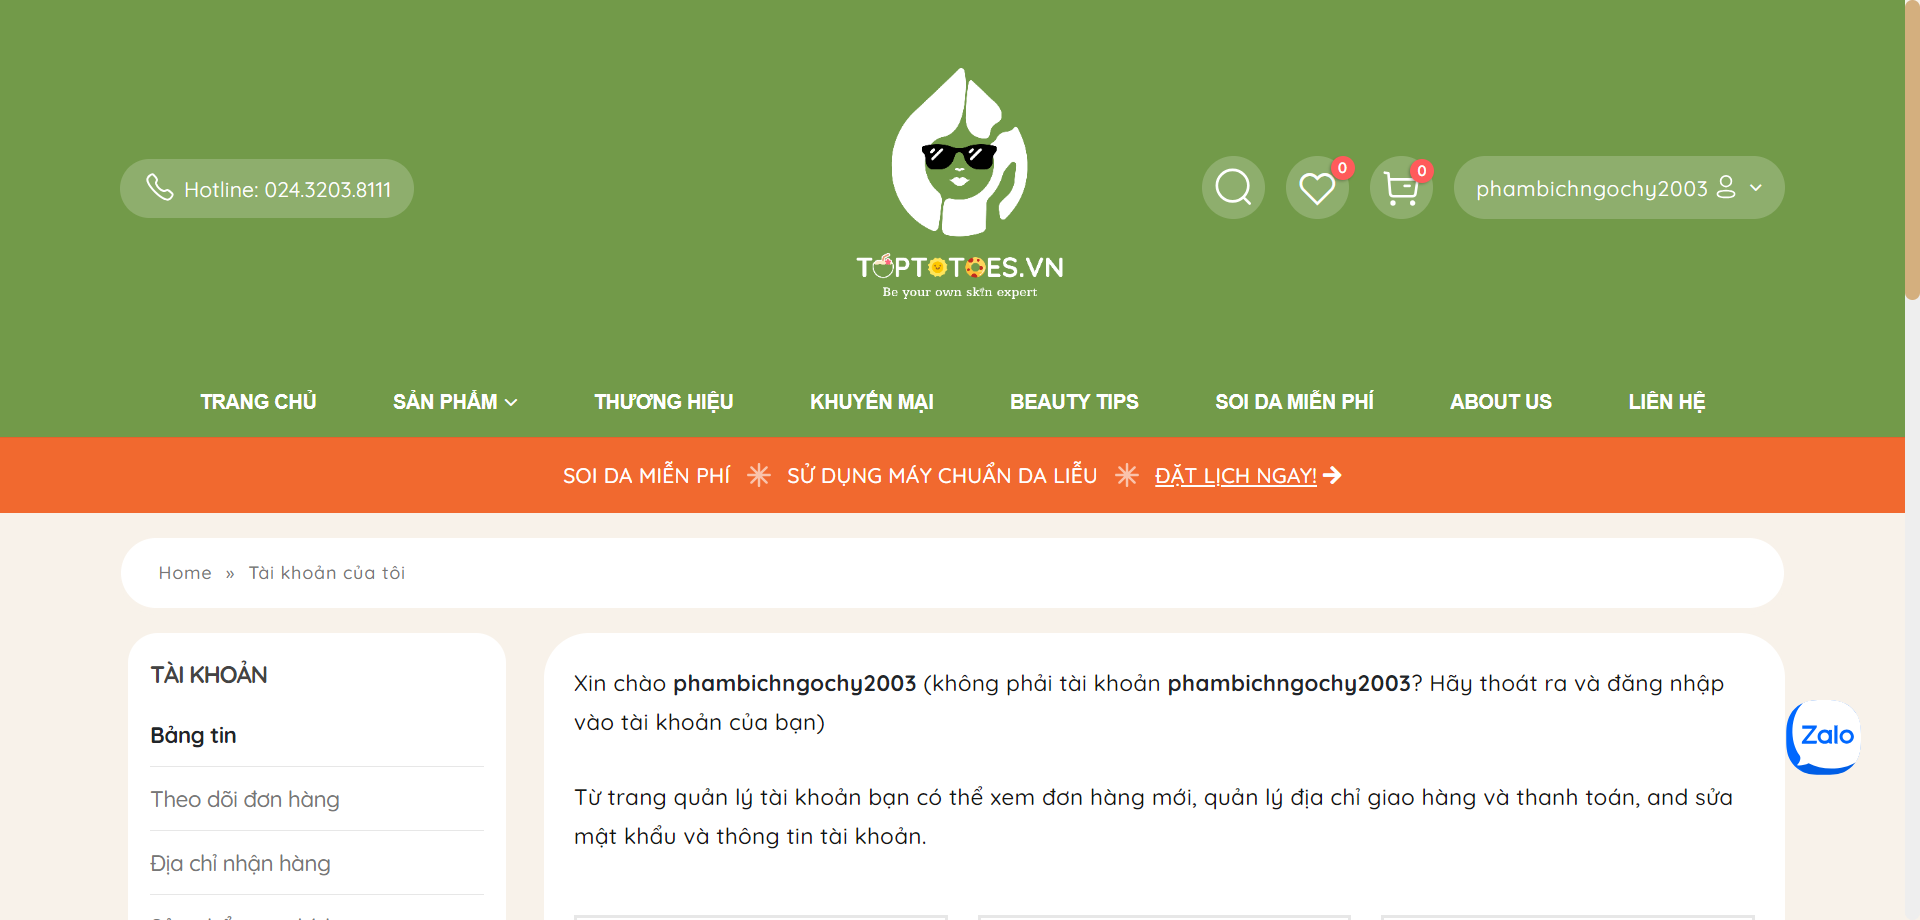 Hotline: 024.3203.8111
TOPTOTOES.VN
Be your own skin expert
0
0
phambichngochy2003
TRANG CHỦ
SẢN PHẨM
THƯƠNG HIỆU
KHUYẾN MẠI
BEAUTY TIPS
SOI DA MIỄN PHÍ
ABOUT US
LIÊN HỆ
SOI DA MIỄN PHÍ
SỬ DỤNG MÁY CHUẨN DA LIỄU
ĐẶT LỊCH NGAY!
Home » Tài khoản của tôi
TÀI KHOẢN
Bảng tin
Theo dõi đơn hàng
Địa chỉ nhận hàng
Xin chào phambichngochy2003 (không phải tài khoản phambichngochy2003? Hãy thoát ra và đăng nhập
vào tài khoản của bạn)
Từ trang quản lý tài khoản bạn có thể xem đơn hàng mới, quản lý địa chỉ giao hàng và thanh toán, and sửa
mật khẩu và thông tin tài khoản.
Zalo